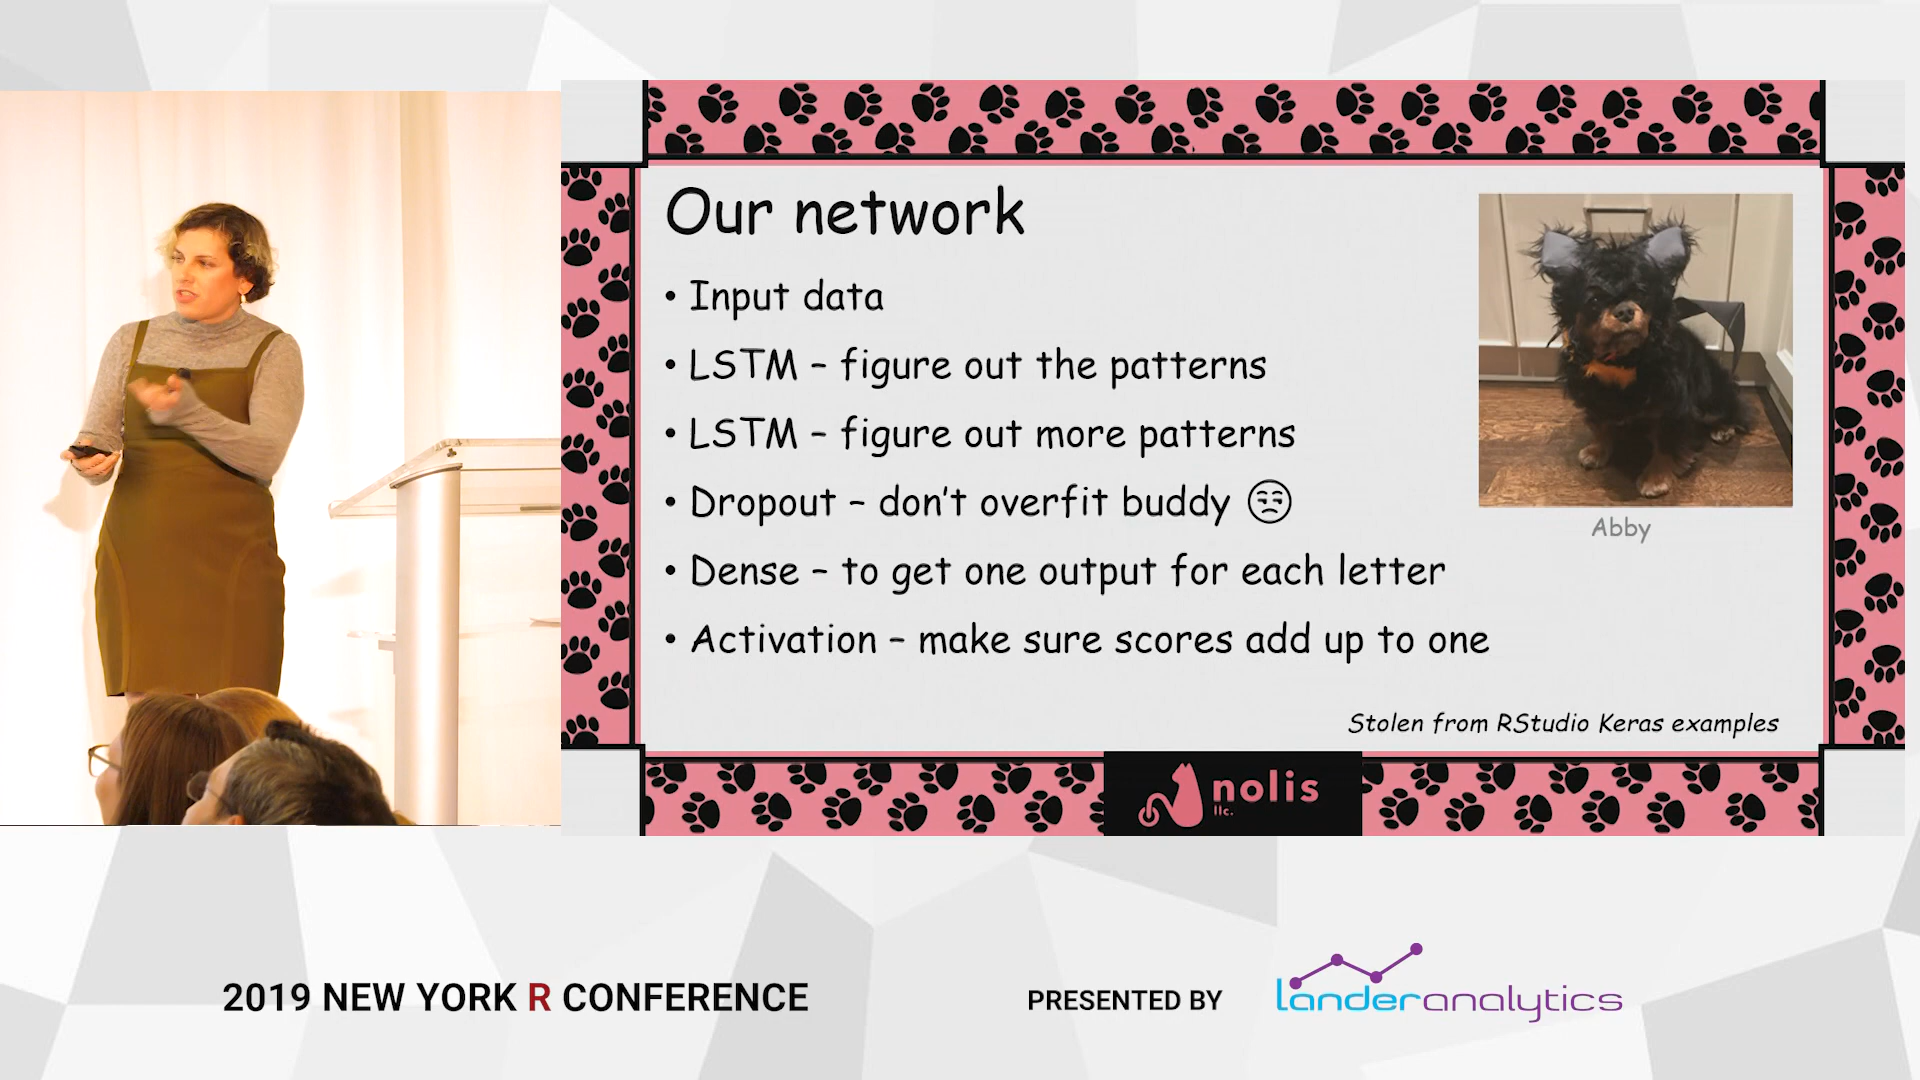 Our network
• Input data
• LSTM – figure out the patterns
• LSTM – figure out more patterns
• Dropout – don't overfit buddy 😒
• Dense – to get one output for each letter
• Activation – make sure scores add up to one
Abby
Stolen from RStudio Keras examples
nolis
llc.
2019 NEW YORK R CONFERENCE
PRESENTED BY
landeranalytics